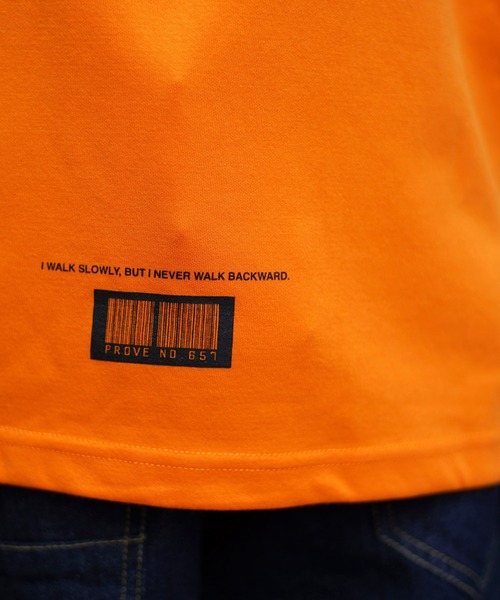 I WALK SLOWLY, BUT I NEVER WALK BACKWARD.
PROVE NO.657